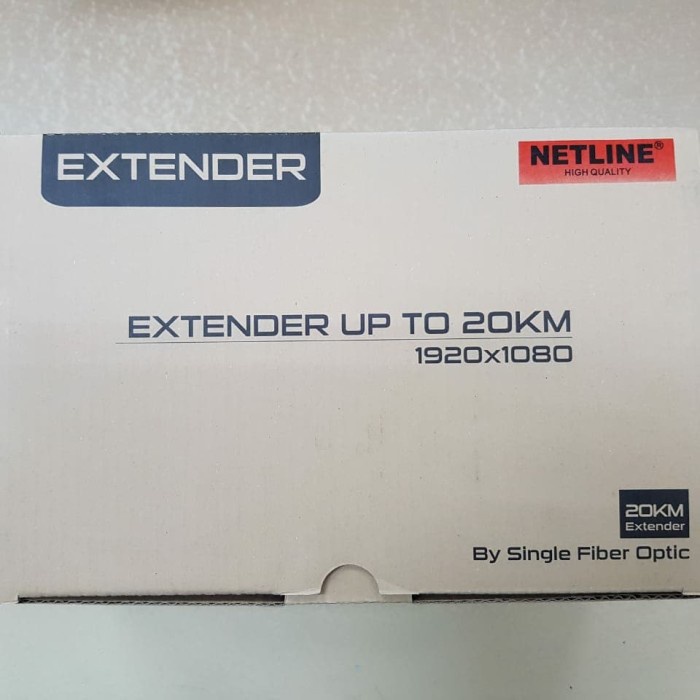 EXTENDER
NETLINE®
HIGH QUALITY
EXTENDER UP TO 20KM
1920x1080
20KM
Extender
By Single Fiber Optic